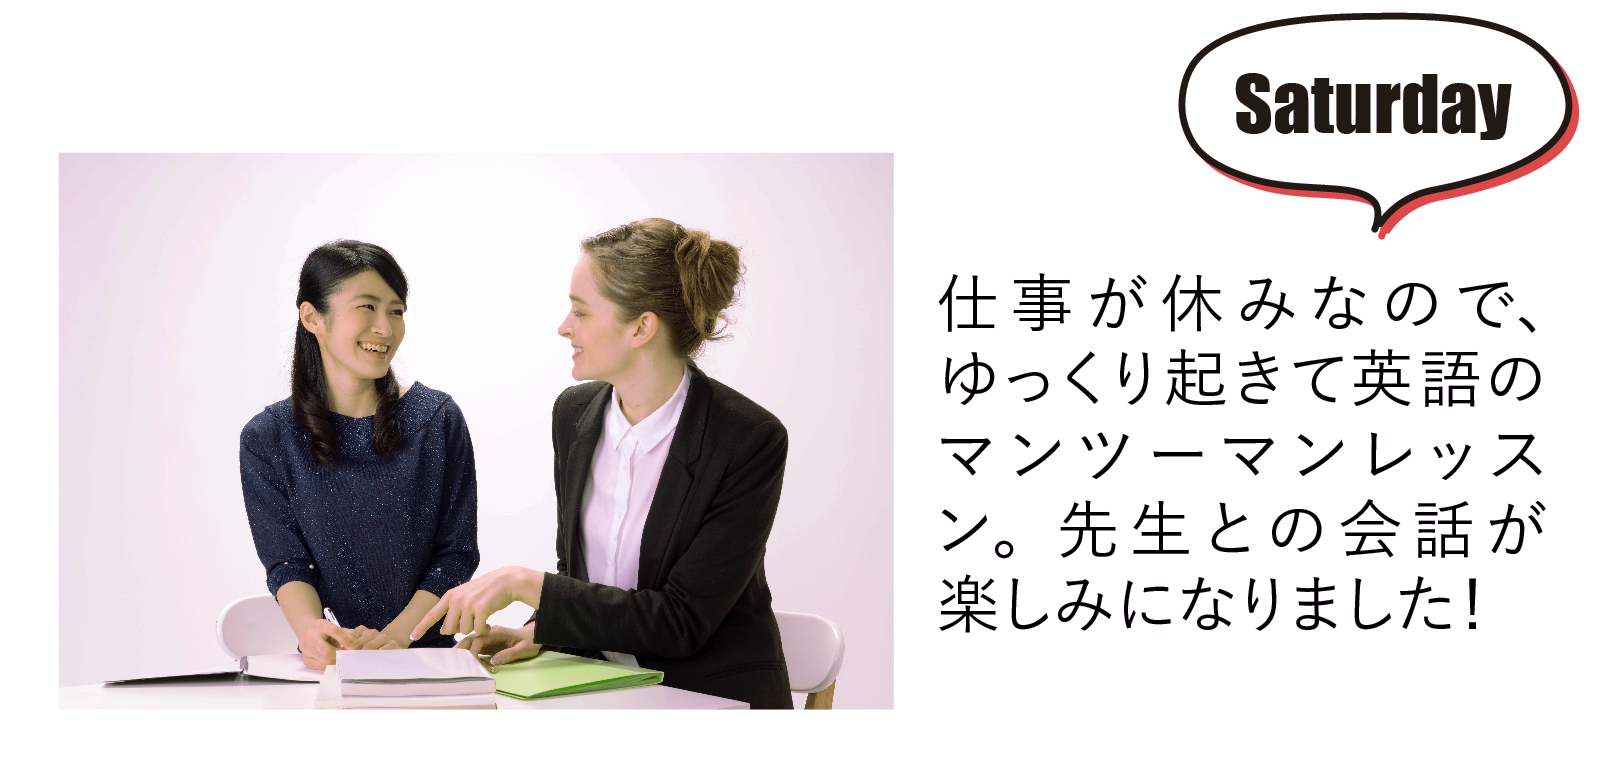 Saturday
仕事が休みなので、
ゆっくり起きて英語の
マンツーマンレッス
ン。先生との会話が
楽しみになりました!